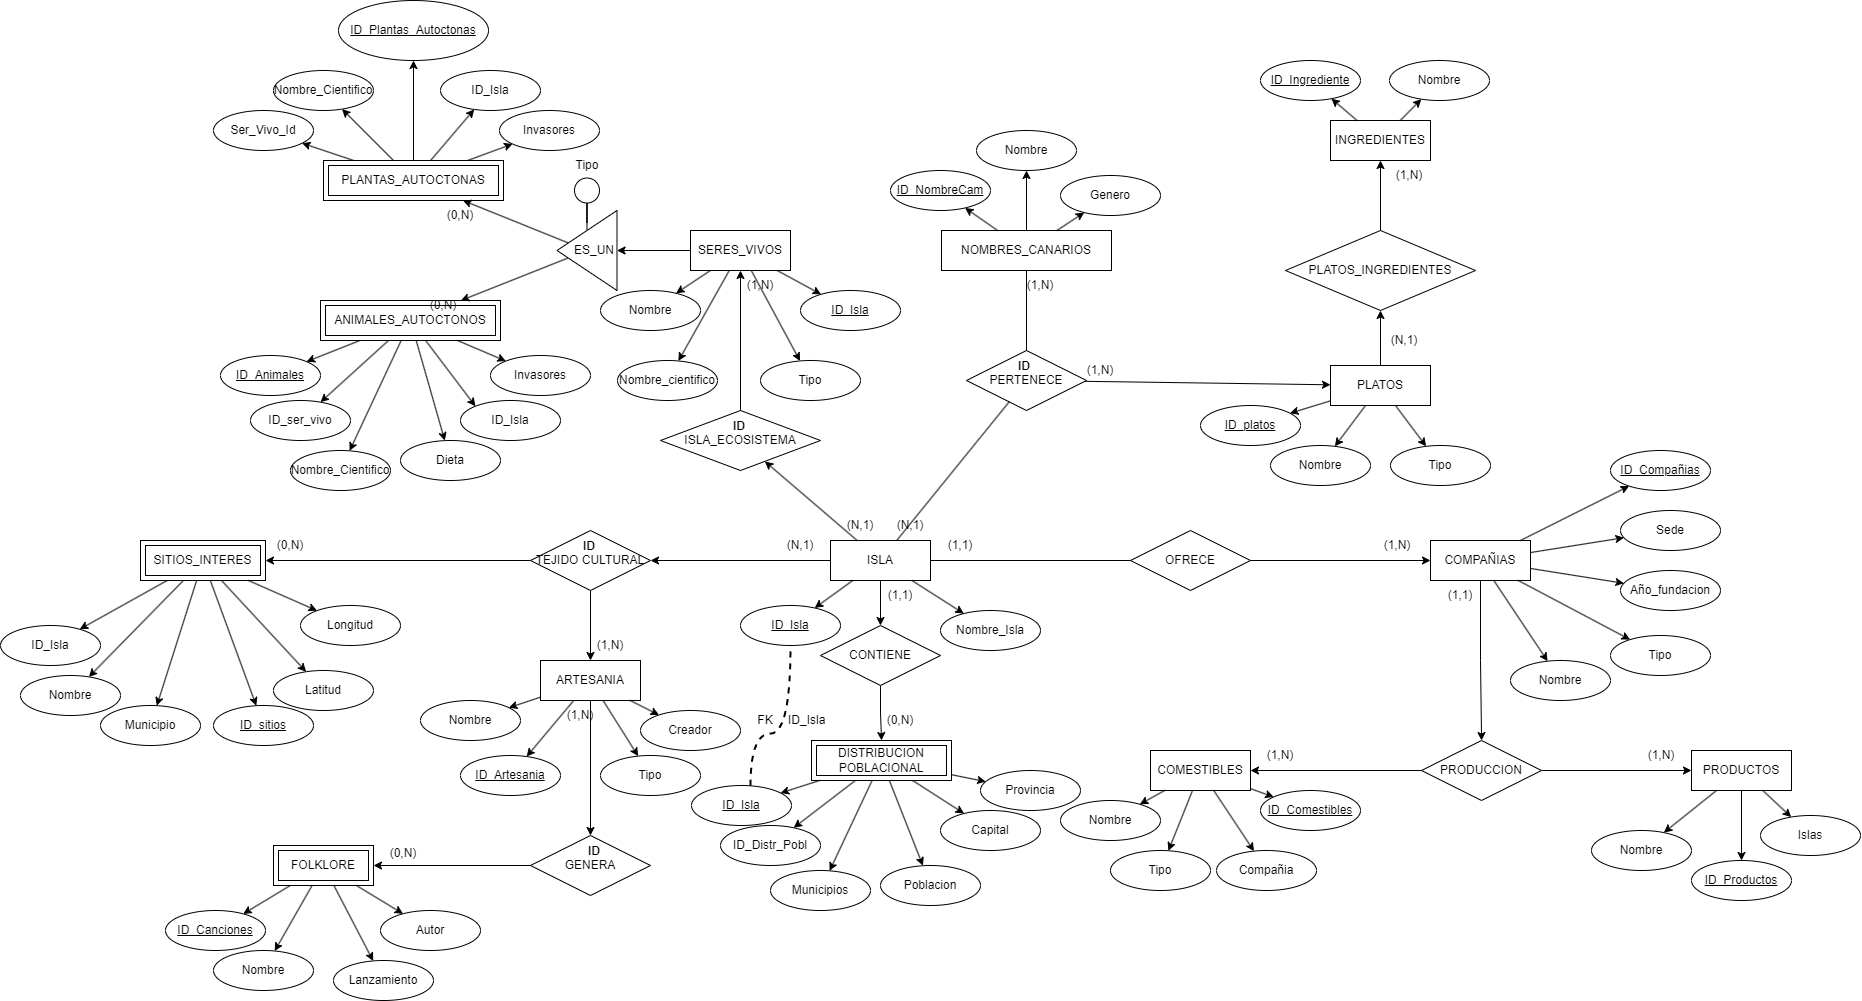 ID_Plantas_Autoctonas
Nombre_Cientifico
ID_Isla
Ser_Vivo_Id
Invasores
PLANTAS_AUTOCTONAS
(0,N)
Tipo
ES_UN
SERES_VIVOS
(1,N)
Nombre
ID_Isla
Nombre_cientifico
Tipo
(0,N)
ANIMALES_AUTOCTONOS
ID_Animales
Invasores
ID_ser_vivo
ID_Isla
Nombre_Cientifico
Dieta
ID
ISLA_ECOSISTEMA
(N,1)
Nombre
ID_NombreCam
Genero
NOMBRES_CANARIOS
(1,N)
ID
PERTENECE
(1,N)
(N,1)
ID_Ingrediente
Nombre
INGREDIENTES
(1,N)
PLATOS_INGREDIENTES
(N,1)
PLATOS
ID_platos
Nombre
Tipo
SITIOS_INTERES
(0,N)
ID
TEJIDO CULTURAL
(N,1)
ISLA
(1,1)
OFRECE
(1,N)
COMPAÑIAS
ID_Compañias
Sede
Año_fundacion
Tipo
Nombre
(1,1)
ID_Isla
Nombre
Municipio
ID_sitios
Latitud
Longitud
(1,N)
ARTESANIA
(1,N)
Nombre
ID_Artesania
Tipo
Creador
ID_Isla
(1,1)
Nombre_Isla
CONTIENE
FK
ID_Isla
(0,N)
DISTRIBUCION
POBLACIONAL
ID_Isla
ID_Distr_Pobl
Municipios
Poblacion
Capital
Provincia
COMESTIBLES
(1,N)
PRODUCCION
(1,N)
PRODUCTOS
Nombre
Tipo
Compañia
ID_Comestibles
Nombre
ID_Productos
Islas
FOLKLORE
(0,N)
ID
GENERA
ID_Canciones
Nombre
Lanzamiento
Autor